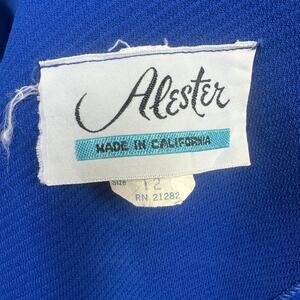 Alester
MADE IN CALIFORNIA
SIZE 12
RN 21282